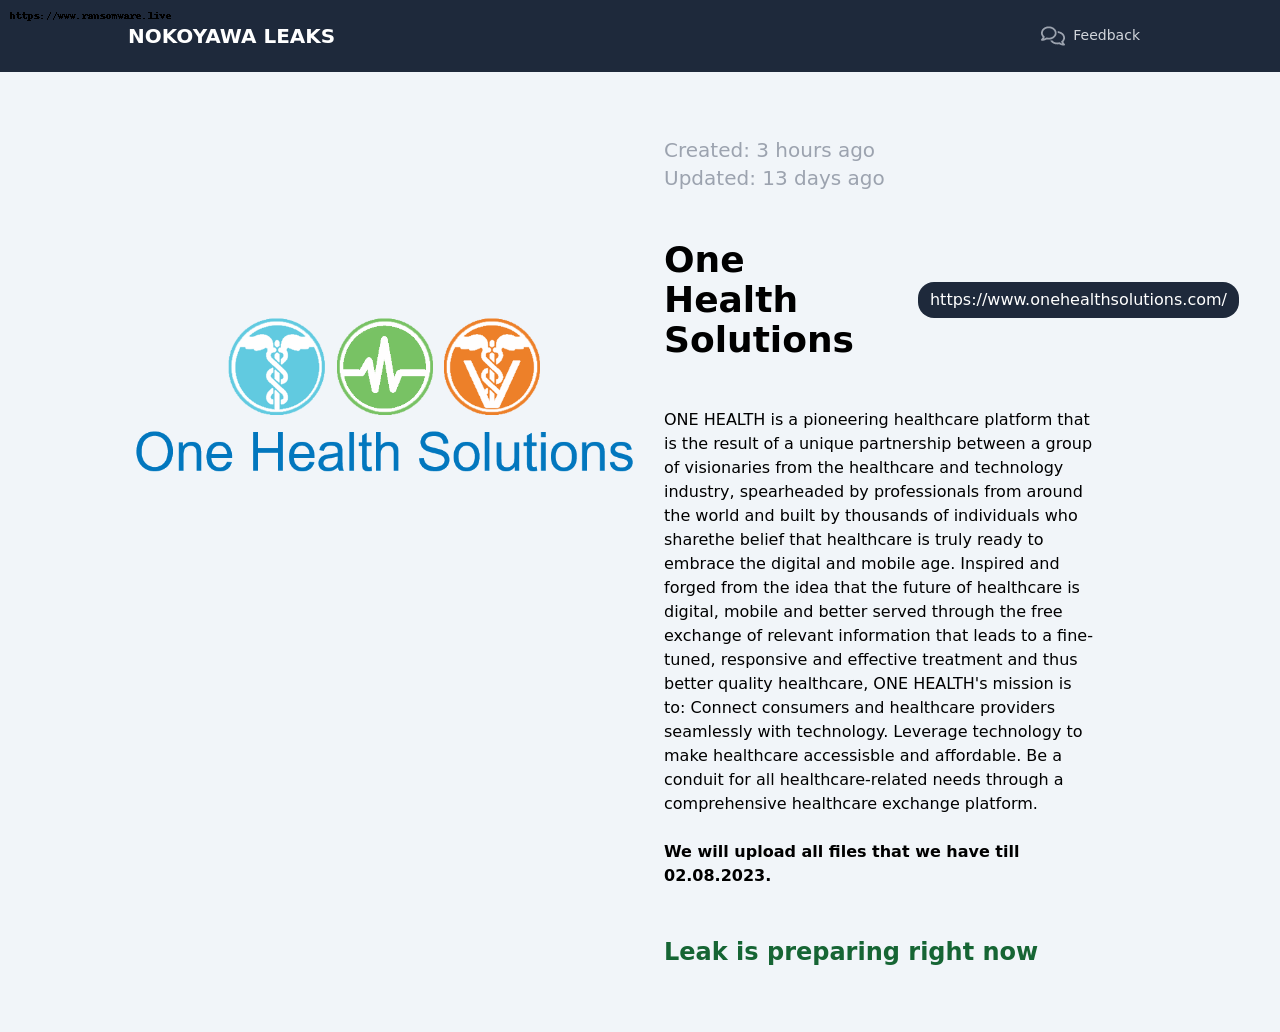 https://www.ransomware.live
NOKOYAWA LEAKS
Feedback
Created: 3 hours ago
Updated: 13 days ago
One
Health
Solutions
https://www.onehealthsolutions.com/
One Health Solutions
ONE HEALTH is a pioneering healthcare platform that
is the result of a unique partnership between a group
of visionaries from the healthcare and technology
industry, spearheaded by professionals from around
the world and built by thousands of individuals who
sharethe belief that healthcare is truly ready to
embrace the digital and mobile age. Inspired and
forged from the idea that the future of healthcare is
digital, mobile and better served through the free
exchange of relevant information that leads to a fine-
tuned, responsive and effective treatment and thus
better quality healthcare, ONE HEALTH's mission is
to: Connect consumers and healthcare providers
seamlessly with technology. Leverage technology to
make healthcare accessisble and affordable. Be a
conduit for all healthcare-related needs through a
comprehensive healthcare exchange platform.
We will upload all files that we have till
02.08.2023.
Leak is preparing right now